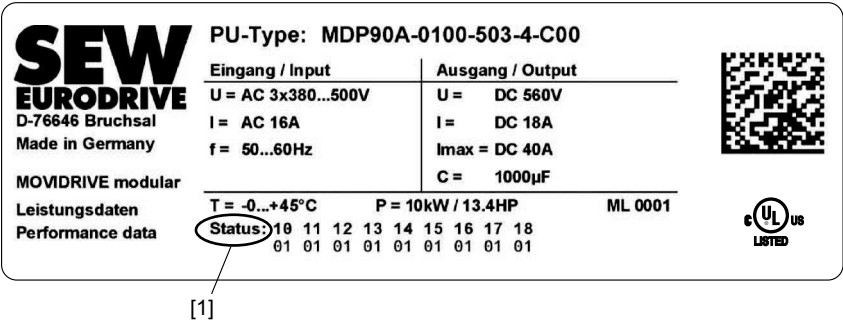 SEW
EURODRIVE
D-76646 Bruchsal
Made in Germany
MOVIDRIVE modular
Leistungsdaten
Performance data
PU-Type: MDP90A-0100-503-4-C00
Eingang / Input
U = AC 3x380...500V
I = AC 16A
f = 50...60Hz
Ausgang / Output
U = DC 560V
I = DC 18A
Imax = DC 40A
C = 1000µF
T = -0...+45°C P = 10kW / 13.4HP ML 0001
Status: 10 11 12 13 14 15 16 17 18
01 01 01 01 01 01 01 01 01
c UL US
LISTED
[1]